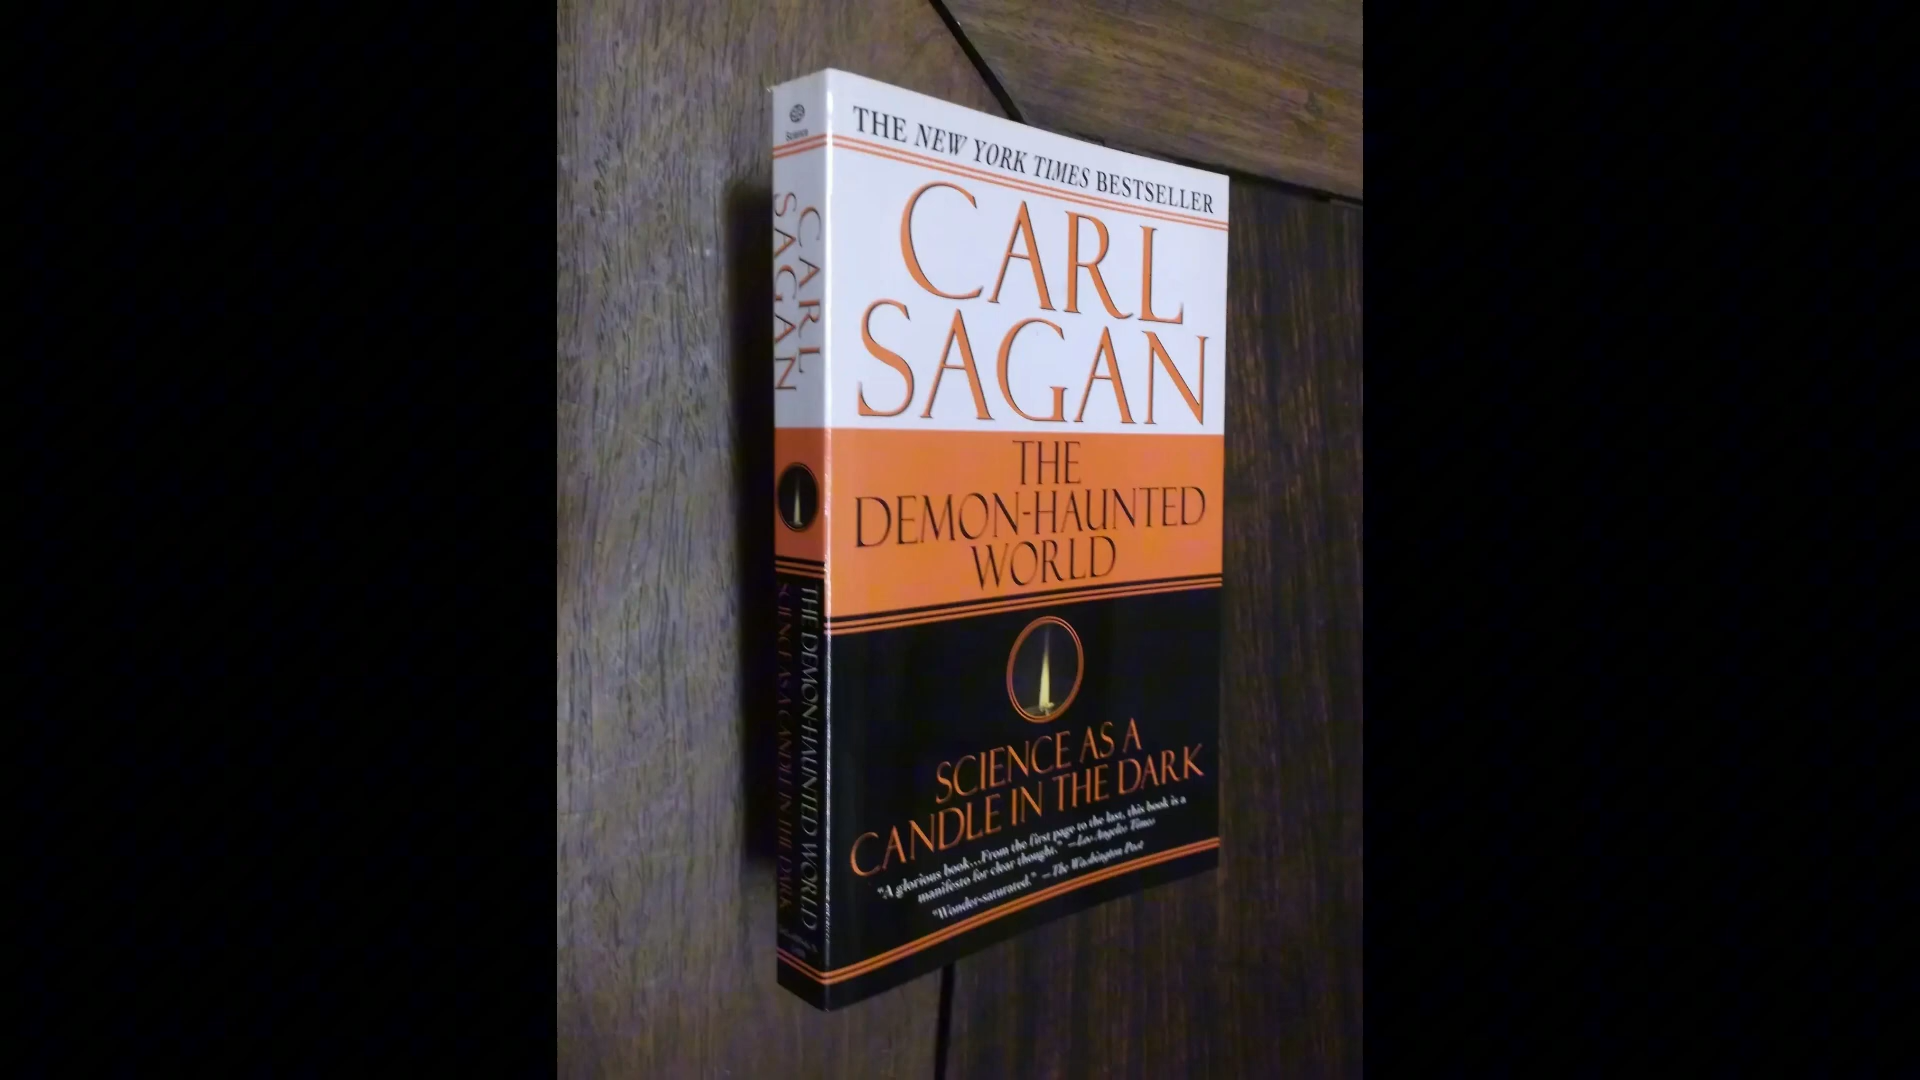 Science
CARL
SAGAN
THE DEMON-HAUNTED WORLD
SCIENCE AS A CANDLE IN THE DARK
THE NEW YORK TIMES BESTSELLER
CARL
SAGAN
THE
DEMON-HAUNTED
WORLD
SCIENCE AS A
CANDLE IN THE DARK
"A glorious book...From the first page to the last, this book is a
manifesto for clear thought." —Los Angeles Times
"Wonder-saturated." —The Washington Post